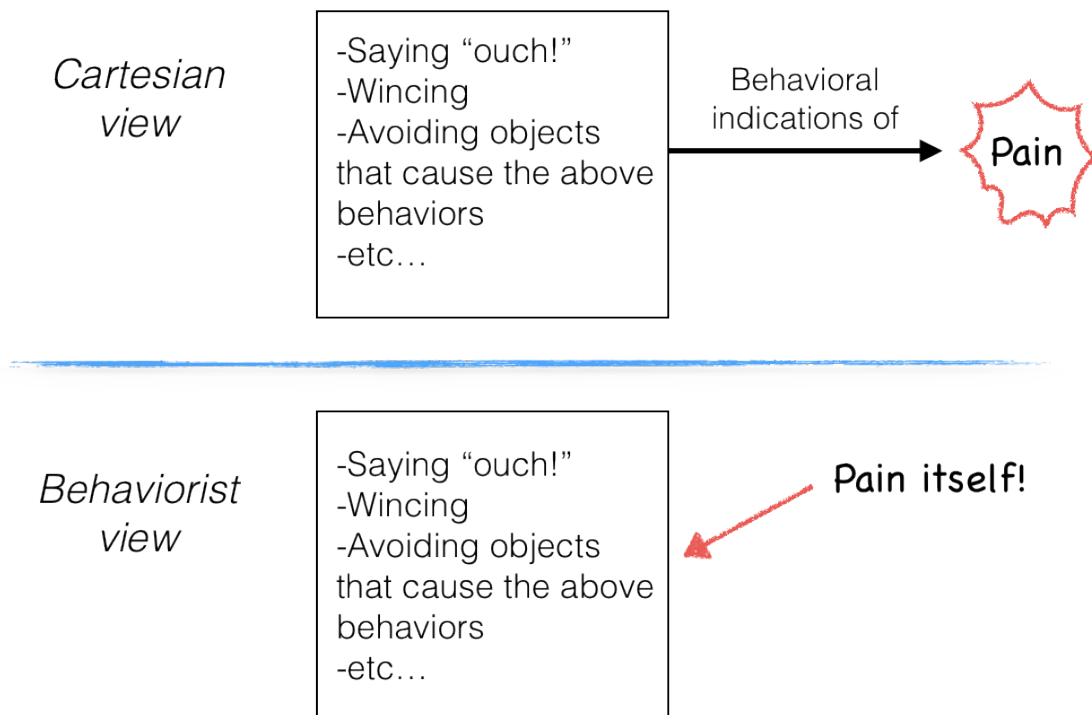 Cartesian
view
-Saying “ouch!”
-Wincing
-Avoiding objects
that cause the above
behaviors
-etc…
Behavioral
indications of
Pain
Behaviorist
view
-Saying “ouch!”
-Wincing
-Avoiding objects
that cause the above
behaviors
-etc…
Pain itself!